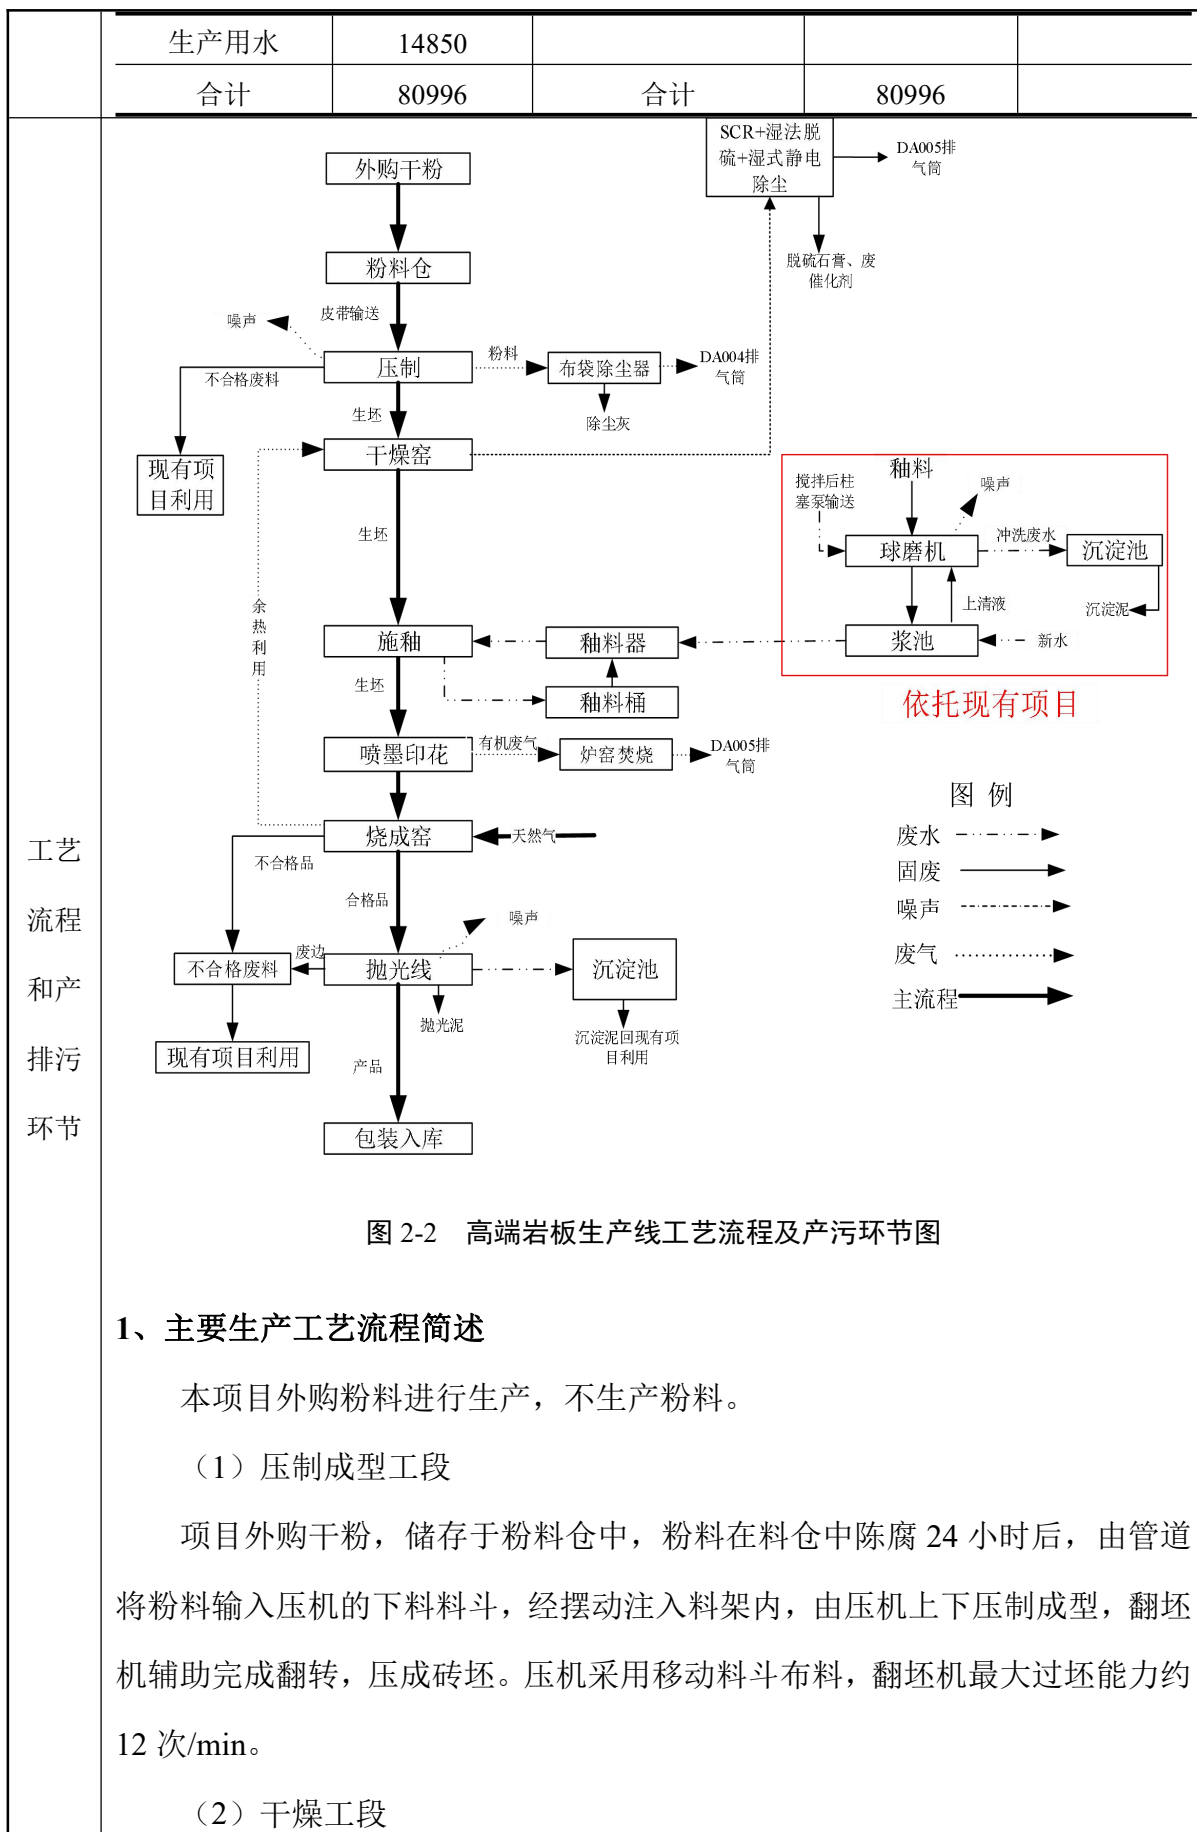 生产用水 14850
合计 80996 合计 80996
工艺
流程
和产
排污
环节
SCR+湿法脱
硫+湿式静电
除尘
DA005排
气筒
脱硫石膏、废
催化剂
外购干粉
粉料仓
皮带输送
噪声
压制
粉料
布袋除尘器
DA004排
气筒
除尘灰
不合格废料
现有项
目利用
生坯
干燥窑
生坯
余
热
利
用
釉料
搅拌后柱
塞泵输送
噪声
球磨机
冲洗废水
沉淀池
沉淀泥
上清液
浆池
新水
依托现有项目
施釉
釉料器
釉料桶
生坯
喷墨印花
有机废气
炉窑焚烧
DA005排
气筒
烧成窑
天然气
不合格品
合格品
噪声
不合格废料
废边
抛光线
抛光泥
沉淀池
沉淀泥回现有项
目利用
现有项目利用
产品
包装入库
图 例
废水
固废
噪声
废气
主流程
图 2-2 高端岩板生产线工艺流程及产污环节图
1、主要生产工艺流程简述
本项目外购粉料进行生产，不生产粉料。
（1）压制成型工段
项目外购干粉，储存于粉料仓中，粉料在料仓中陈腐 24 小时后，由管道
将粉料输入压机的下料料斗，经摆动注入料架内，由压机上下压制成型，翻坯
机辅助完成翻转，压成砖坯。压机采用移动料斗布料，翻坯机最大过坯能力约
12 次/min。
（2）干燥工段